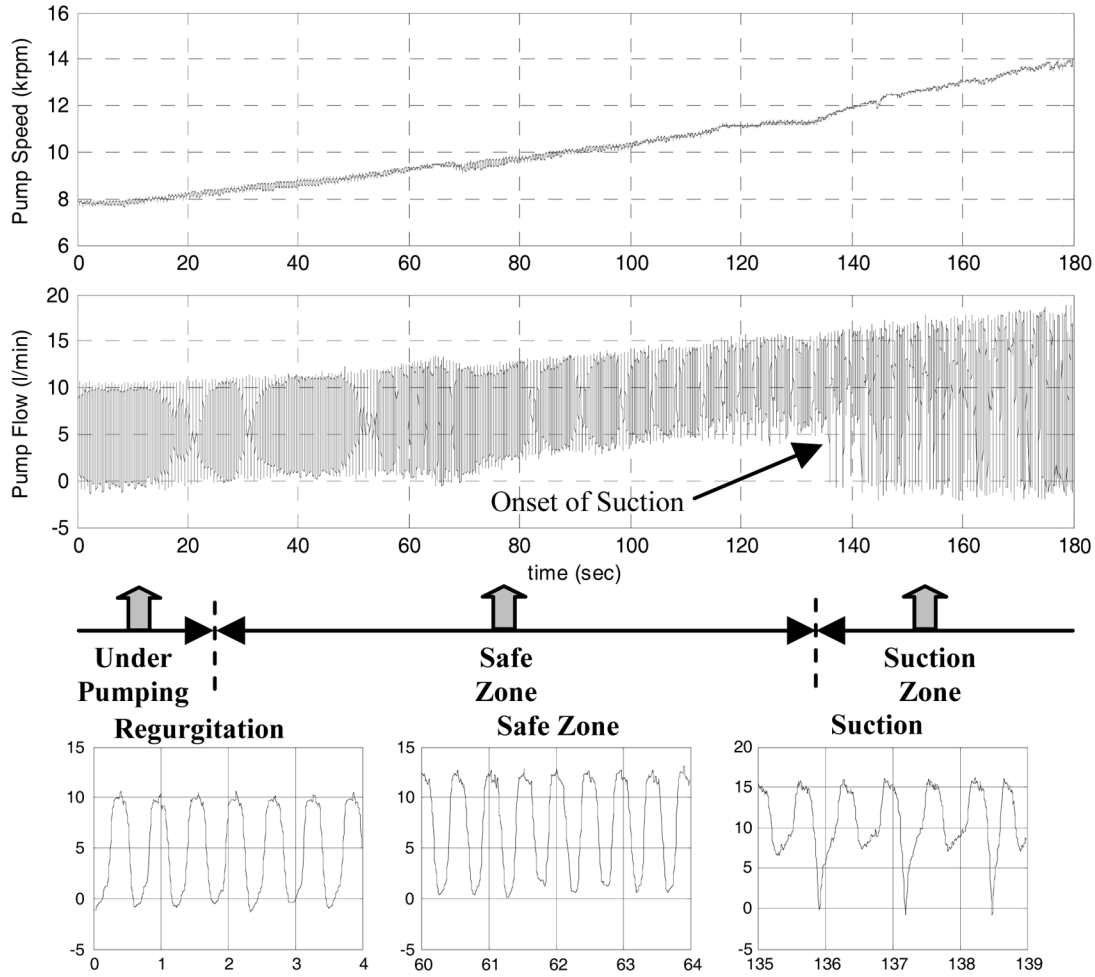 Pump Speed (krpm)
16
14
12
10
8
6
0 20 40 60 80 100 120 140 160 180
Pump Flow (l/min)
20
15
10
5
0
-5
Onset of Suction
0 20 40 60 80 100 120 140 160 180
time (sec)
Under
Pumping
Safe
Zone
Suction
Zone
Regurgitation
15
10
5
0
-5
0 1 2 3 4
Safe Zone
15
10
5
0
-5
60 61 62 63 64
Suction
20
15
10
5
0
-5
135 136 137 138 139